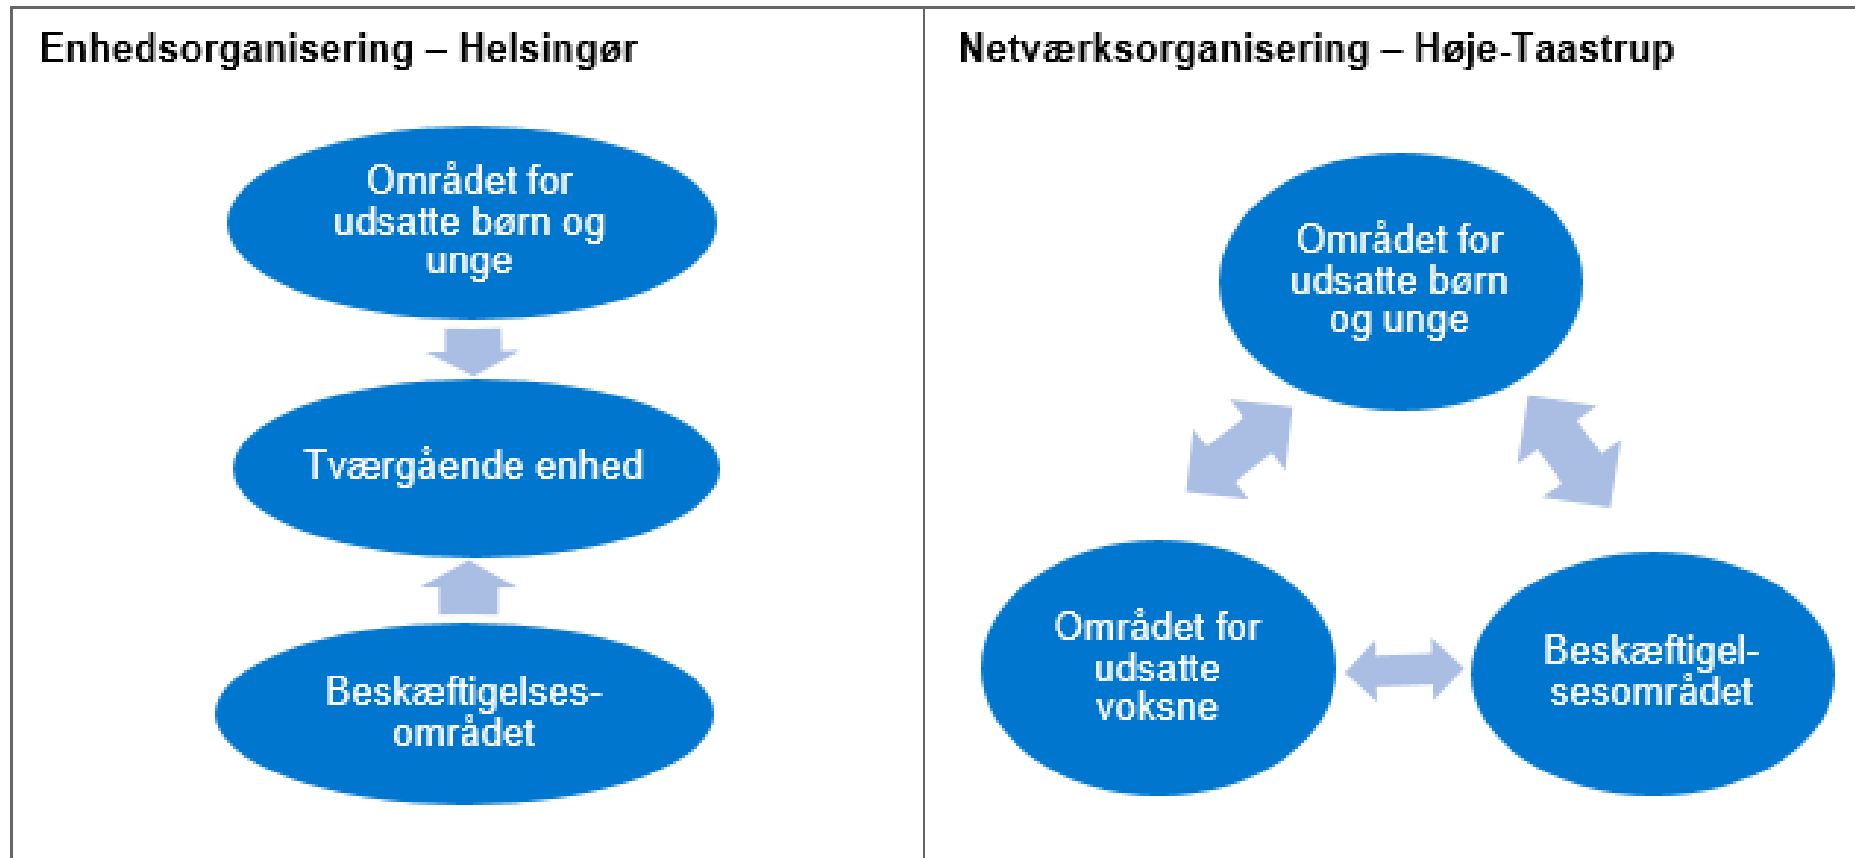 Enhedsorganisering – Helsingør
Området for
udsatte børn og
unge
Tværgående enhed
Beskæftigelses-
området
Netværksorganisering – Høje-Taastrup
Området for
udsatte børn
og unge
Området for
udsatte
voksne
Beskæftigel-
sesområdet